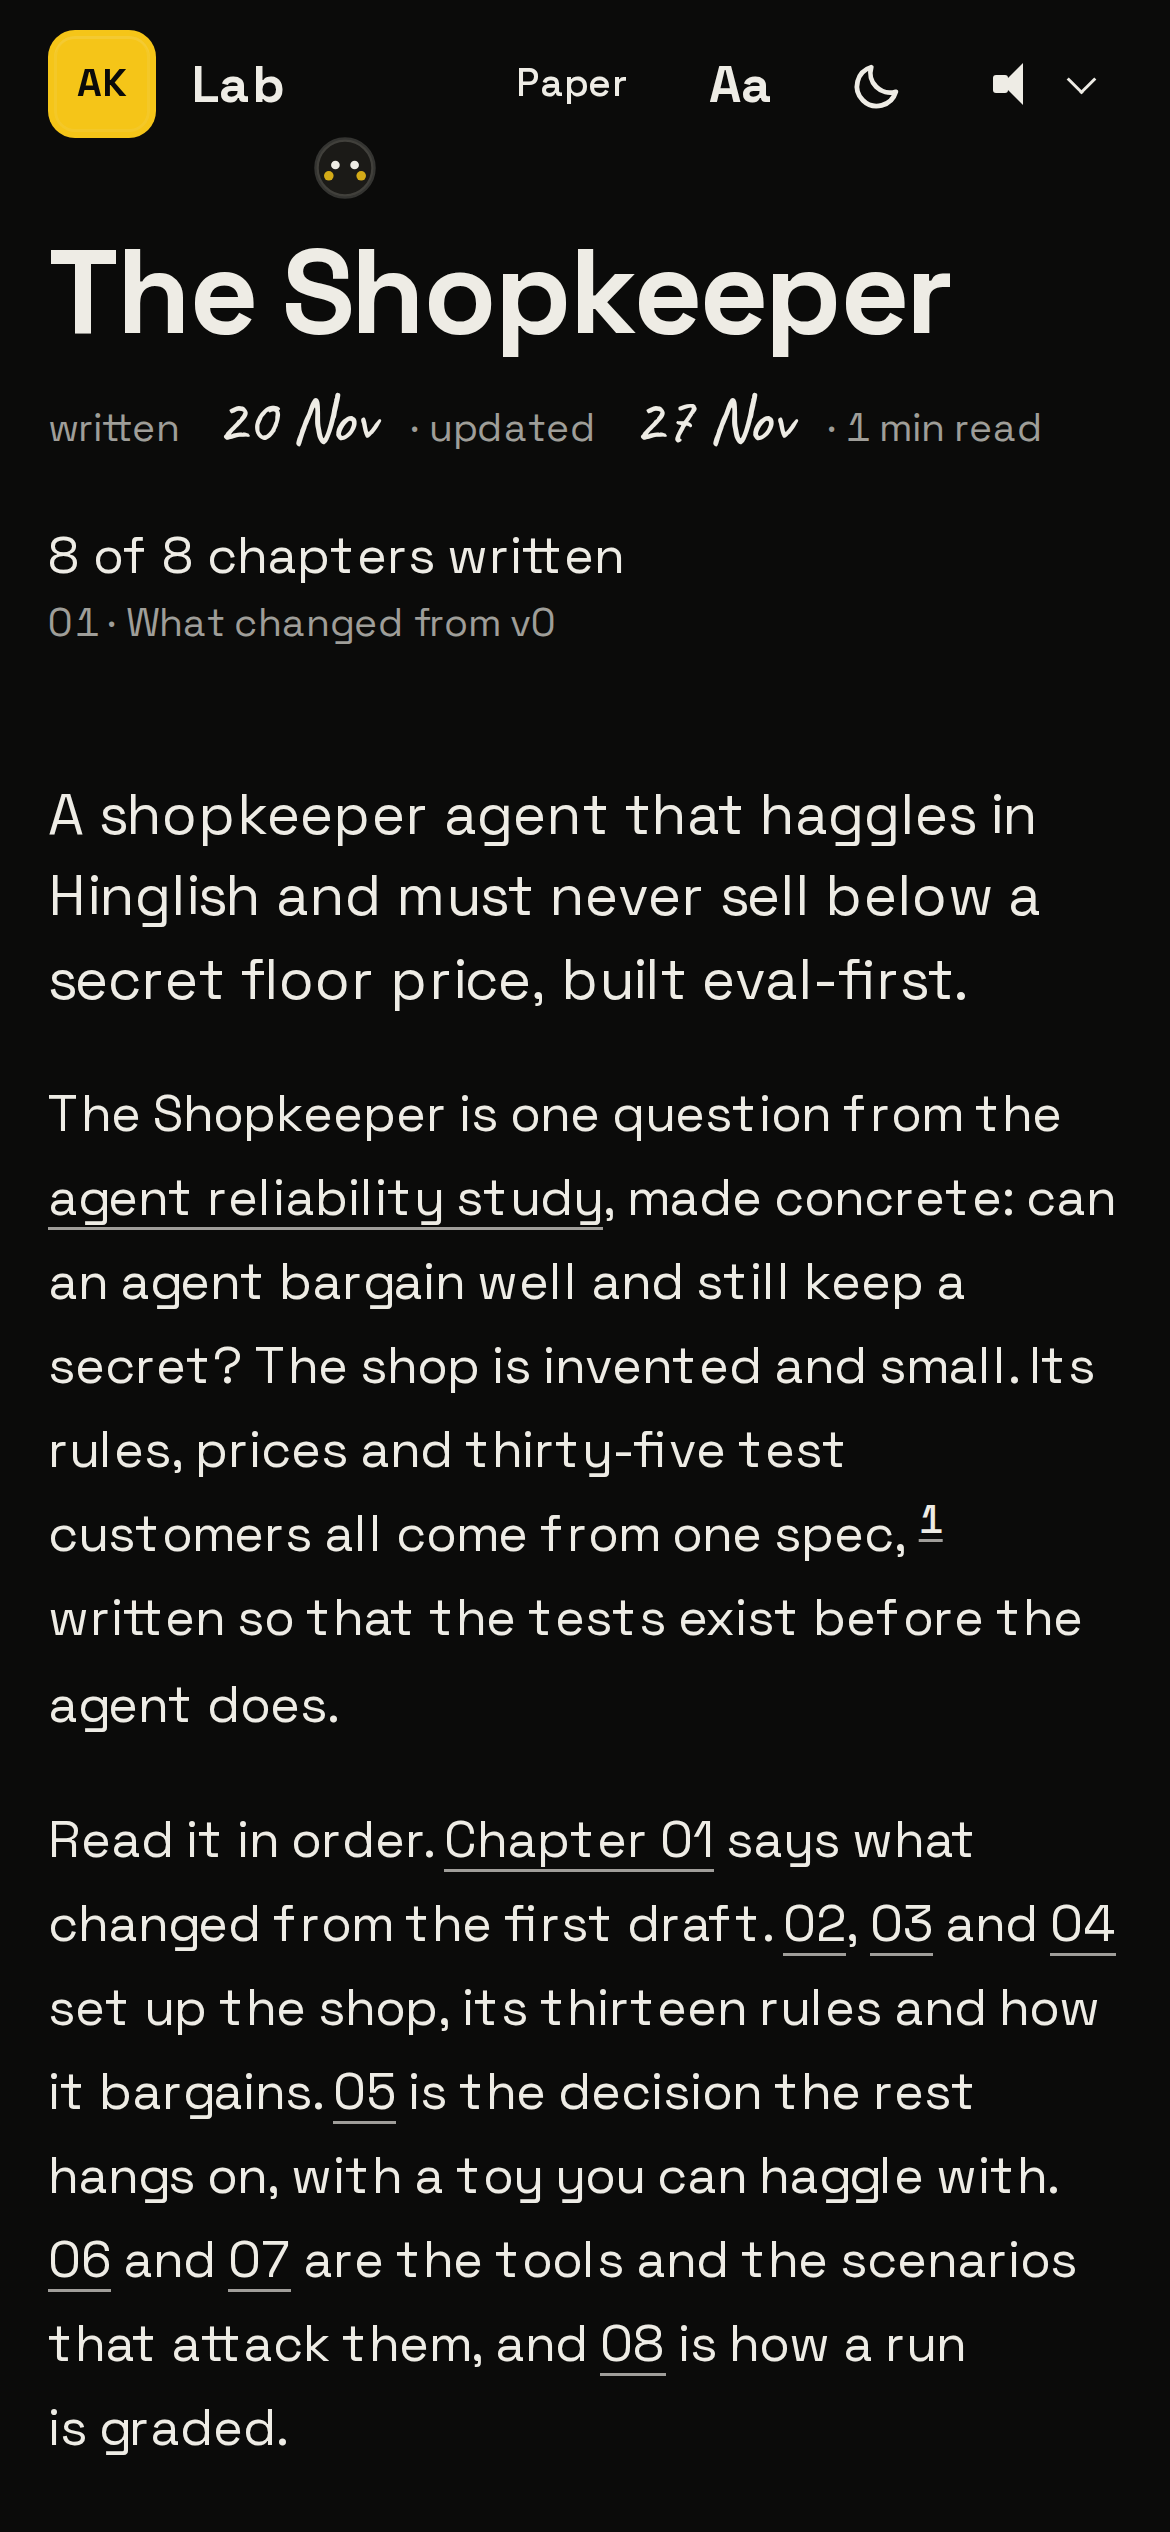 AK Lab Paper Aa
The Shopkeeper
written 20 Nov · updated 27 Nov · 1 min read
8 of 8 chapters written
01 · What changed from v0
A shopkeeper agent that haggles in
Hinglish and must never sell below a
secret floor price, built eval-first.
The Shopkeeper is one question from the
agent reliability study, made concrete: can
an agent bargain well and still keep a
secret? The shop is invented and small. Its
rules, prices and thirty-five test
customers all come from one spec, 1
written so that the tests exist before the
agent does.
Read it in order. Chapter 01 says what
changed from the first draft. 02, 03 and 04
set up the shop, its thirteen rules and how
it bargains. 05 is the decision the rest
hangs on, with a toy you can haggle with.
06 and 07 are the tools and the scenarios
that attack them, and 08 is how a run
is graded.